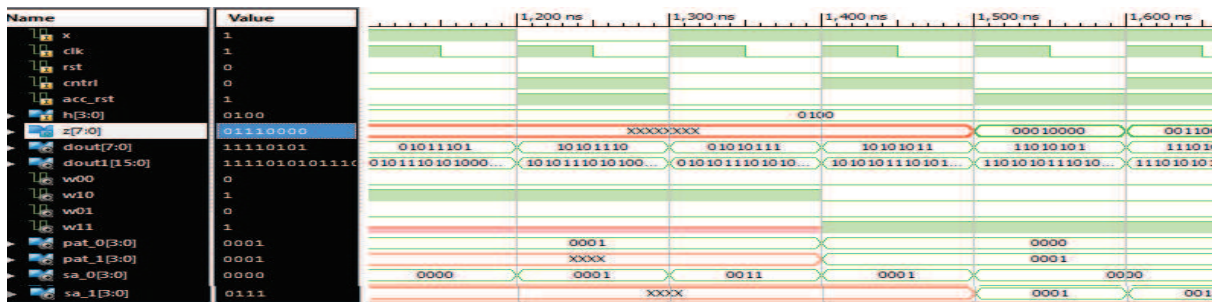 Name Value 1,200 ns 1,300 ns 1,400 ns 1,500 ns 1,600 ns
x 1
clk 1
rst 0
cntrl 0
acc_rst 1
h[3:0] 0100 0100
z[7:0] 01110000 XXXXXXXX 00010000 001100
dout[7:0] 11110101 01011101 10101110 01010111 10101011 11010101 11101
dout1[15:0] 1111010101110 0101110101000... 1010111010100... 0101011101010... 1010101110101... 1101010111010... 111010101
w00 0
w10 1
w01 0
w11 1
pat_0[3:0] 0001 0001 0000
pat_1[3:0] 0001 XXXX 0001
sa_0[3:0] 0000 0000 0001 0011 0001 0000
sa_1[3:0] 0111 XXXX 0001 001